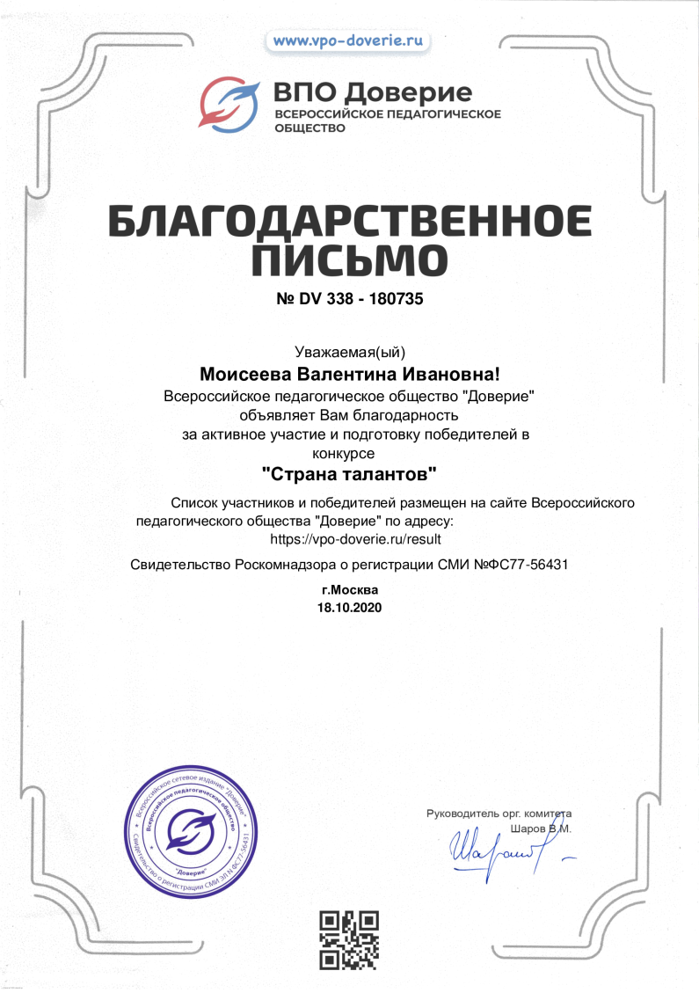 www.vpo-doverie.ru
ВПО Доверие
ВСЕРОССИЙСКОЕ ПЕДАГОГИЧЕСКОЕ
ОБЩЕСТВО
БЛАГОДАРСТВЕННОЕ
ПИСЬМО
№ DV 338 - 180735
Уважаемая(ый)
Моисеева Валентина Ивановна!
Всероссийское педагогическое общество "Доверие"
объявляет Вам благодарность
за активное участие и подготовку победителей в
конкурсе
"Страна талантов"
Список участников и победителей размещен на сайте Всероссийского
педагогического общества "Доверие" по адресу:
https://vpo-doverie.ru/result
Свидетельство Роскомнадзора о регистрации СМИ №ФС77-56431
г.Москва
18.10.2020
Всероссийское сетевое издание "Доверие"
Свидетельство о регистрации СМИ ЭЛ N ФС77-56431
Всероссийское педагогическое общество
"Доверие"
Руководитель орг. комитета
Шаров В.М.